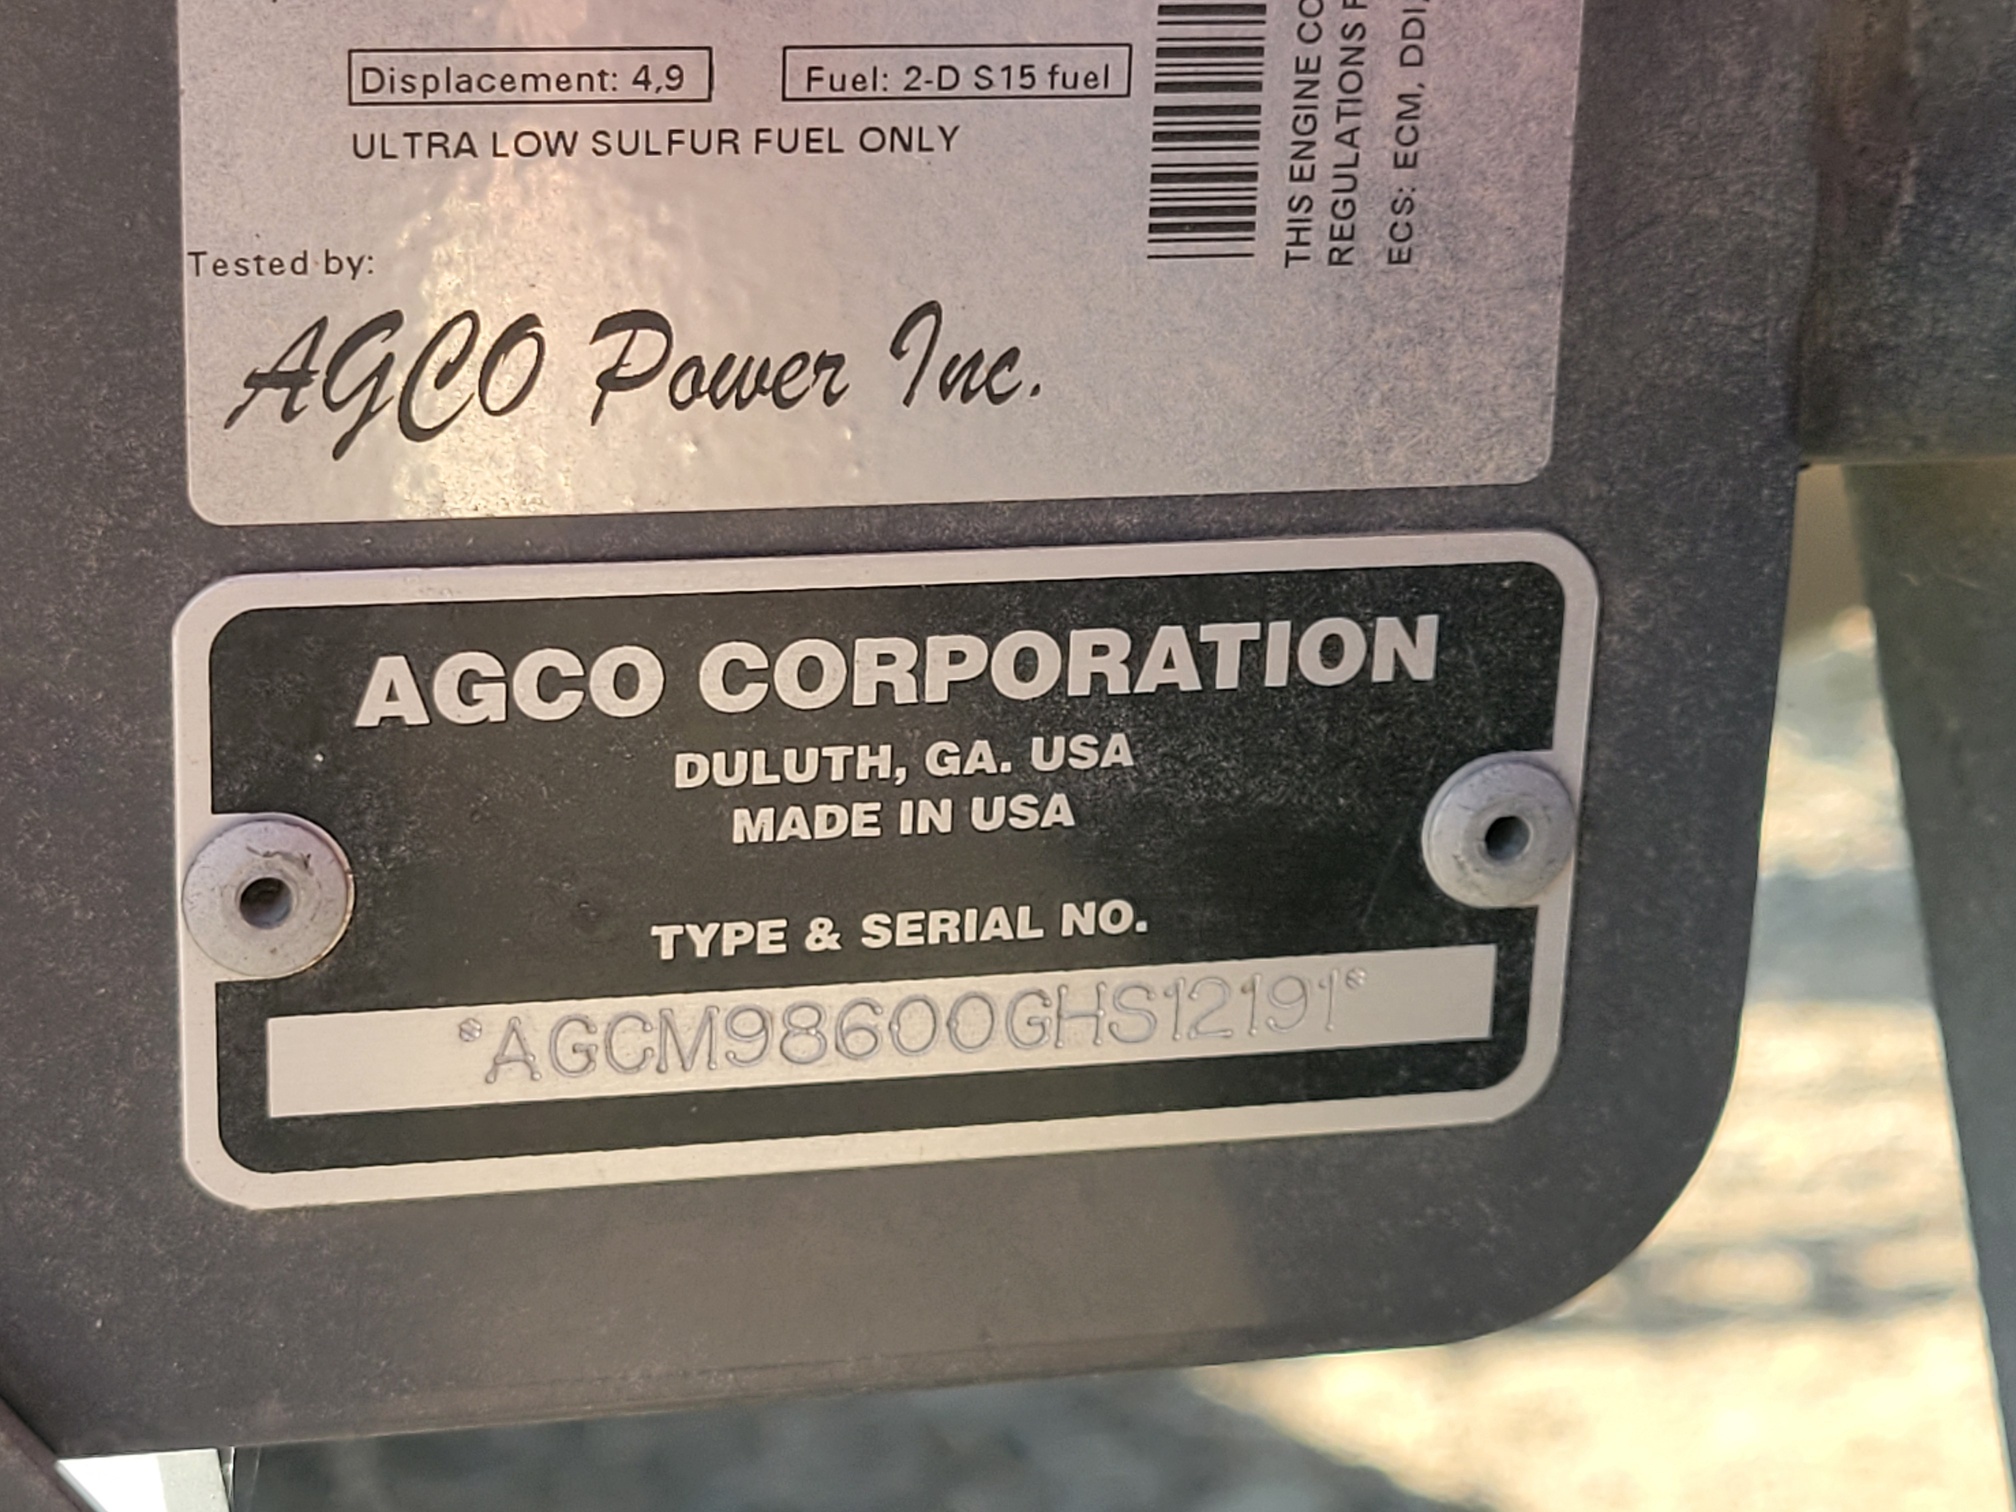 Displacement: 4,9
Fuel: 2-D S15 fuel
ULTRA LOW SULFUR FUEL ONLY
Tested by:
AGCO Power Inc.
THIS ENGINE
REGULATIONS
ECS: ECM, DDI,
AGCO CORPORATION
DULUTH, GA. USA
MADE IN USA
TYPE & SERIAL NO.
*AGCM98600GHS12191*